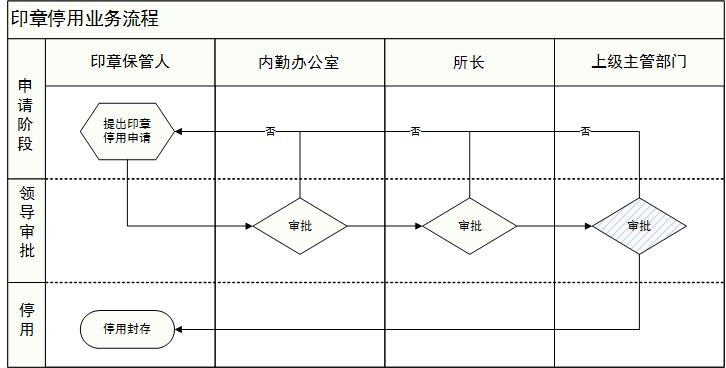 印章停用业务流程
印章保管人
内勤办公室
所长
上级主管部门
申请阶段
提出印章
停用申请
否
否
否
领导审批
审批
审批
审批
停用
停用封存